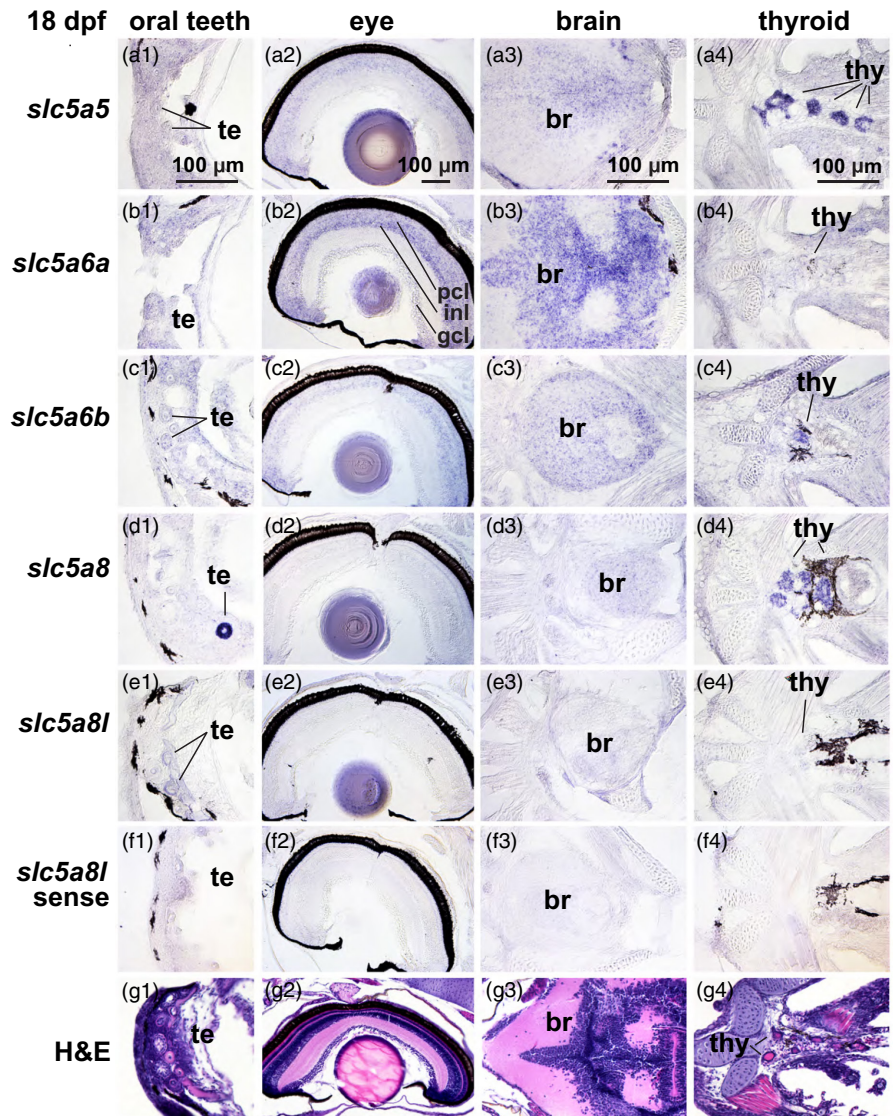 18 dpf oral teeth eye brain thyroid
slc5a5
(a1) te 100 µm
(a2) 100 µm
(a3) br 100 µm
(a4) thy 100 µm
slc5a6a
(b1) te
(b2) pcl
inl
gcl
(b3) br
(b4) thy
slc5a6b
(c1) te
(c2)
(c3) br
(c4) thy
slc5a8
(d1) te
(d2)
(d3) br
(d4) thy
slc5a8l
(e1) te
(e2)
(e3) br
(e4) thy
slc5a8l
sense
(f1) te
(f2)
(f3) br
(f4)
H&E
(g1) te
(g2)
(g3) br
(g4) thy